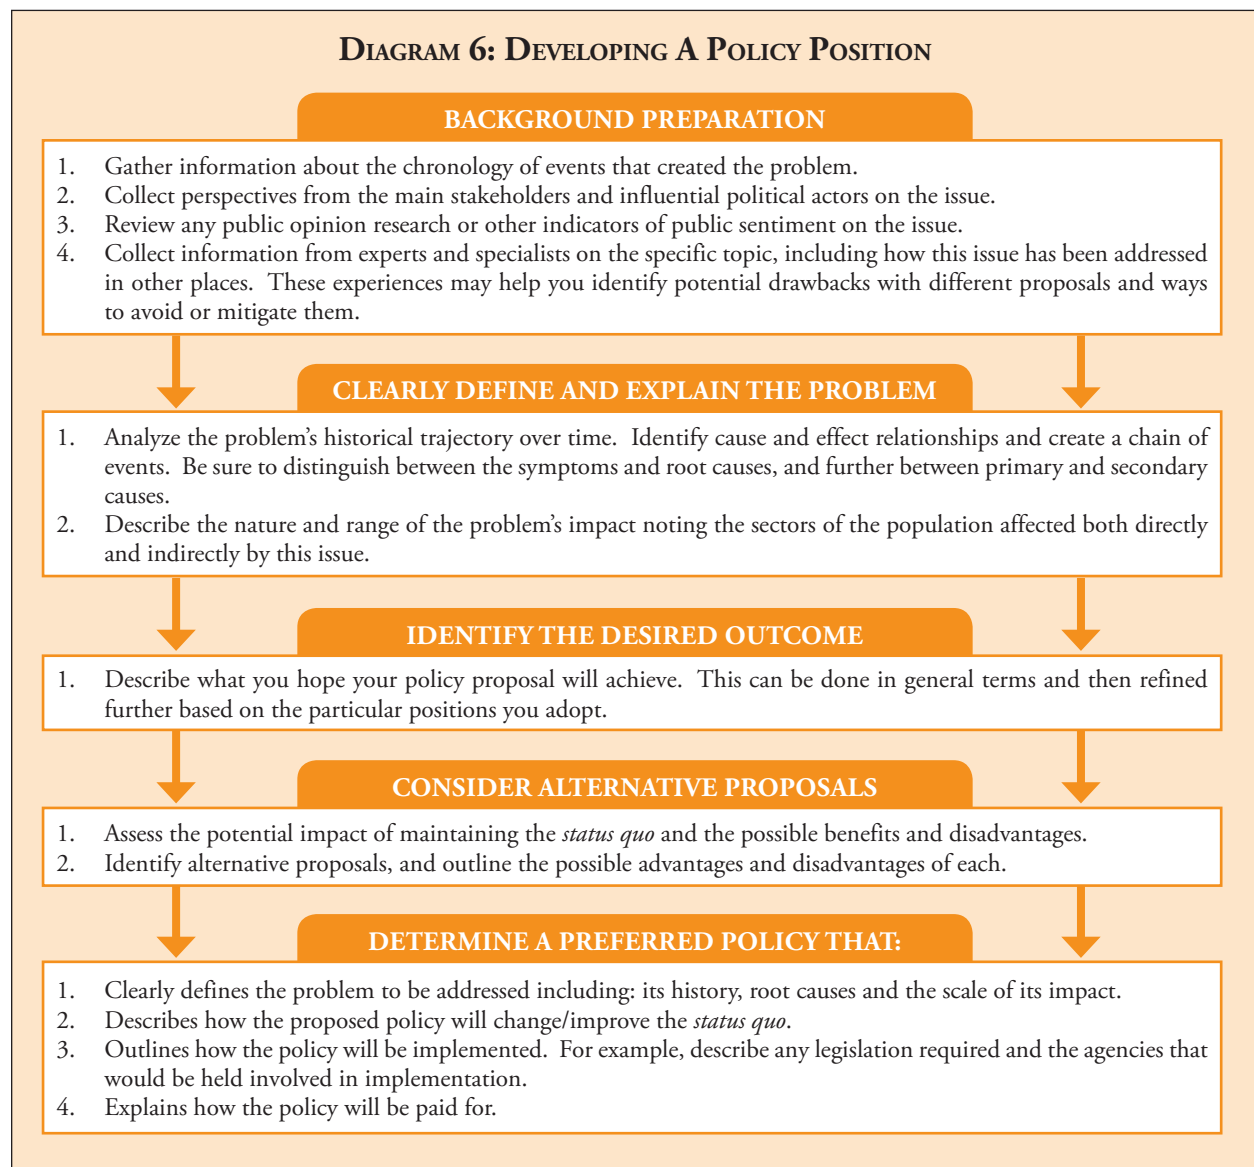 DIAGRAM 6: DEVELOPING A POLICY POSITION
BACKGROUND PREPARATION
1. Gather information about the chronology of events that created the problem.
2. Collect perspectives from the main stakeholders and influential political actors on the issue.
3. Review any public opinion research or other indicators of public sentiment on the issue.
4. Collect information from experts and specialists on the specific topic, including how this issue has been addressed
in other places. These experiences may help you identify potential drawbacks with different proposals and ways
to avoid or mitigate them.
CLEARLY DEFINE AND EXPLAIN THE PROBLEM
1. Analyze the problem's historical trajectory over time. Identify cause and effect relationships and create a chain of
events. Be sure to distinguish between the symptoms and root causes, and further between primary and secondary
causes.
2. Describe the nature and range of the problem's impact noting the sectors of the population affected both directly
and indirectly by this issue.
IDENTIFY THE DESIRED OUTCOME
1. Describe what you hope your policy proposal will achieve. This can be done in general terms and then refined
further based on the particular positions you adopt.
CONSIDER ALTERNATIVE PROPOSALS
1. Assess the potential impact of maintaining the status quo and the possible benefits and disadvantages.
2. Identify alternative proposals, and outline the possible advantages and disadvantages of each.
DETERMINE A PREFERRED POLICY THAT:
1. Clearly defines the problem to be addressed including: its history, root causes and the scale of its impact.
2. Describes how the proposed policy will change/improve the status quo.
3. Outlines how the policy will be implemented. For example, describe any legislation required and the agencies that
would be held involved in implementation.
4. Explains how the policy will be paid for.